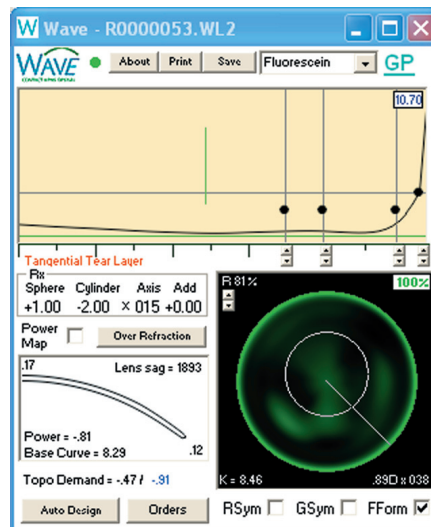 Wave - R0000053.WL2
WAVE
About Print Save Fluorescein GP
10.70
Tangential Tear Layer
Rx
Sphere Cylinder Axis Add
+1.00 -2.00 × 015 +0.00
Power Map Over Refraction
.17 Lens sag = 1893
Power = -.81
Base Curve = 8.29 .12
Topo Demand = -.47 / -.91
Auto Design Orders
R 81% 100%
K = 8.46 .89D x 038
RSym GSym FForm